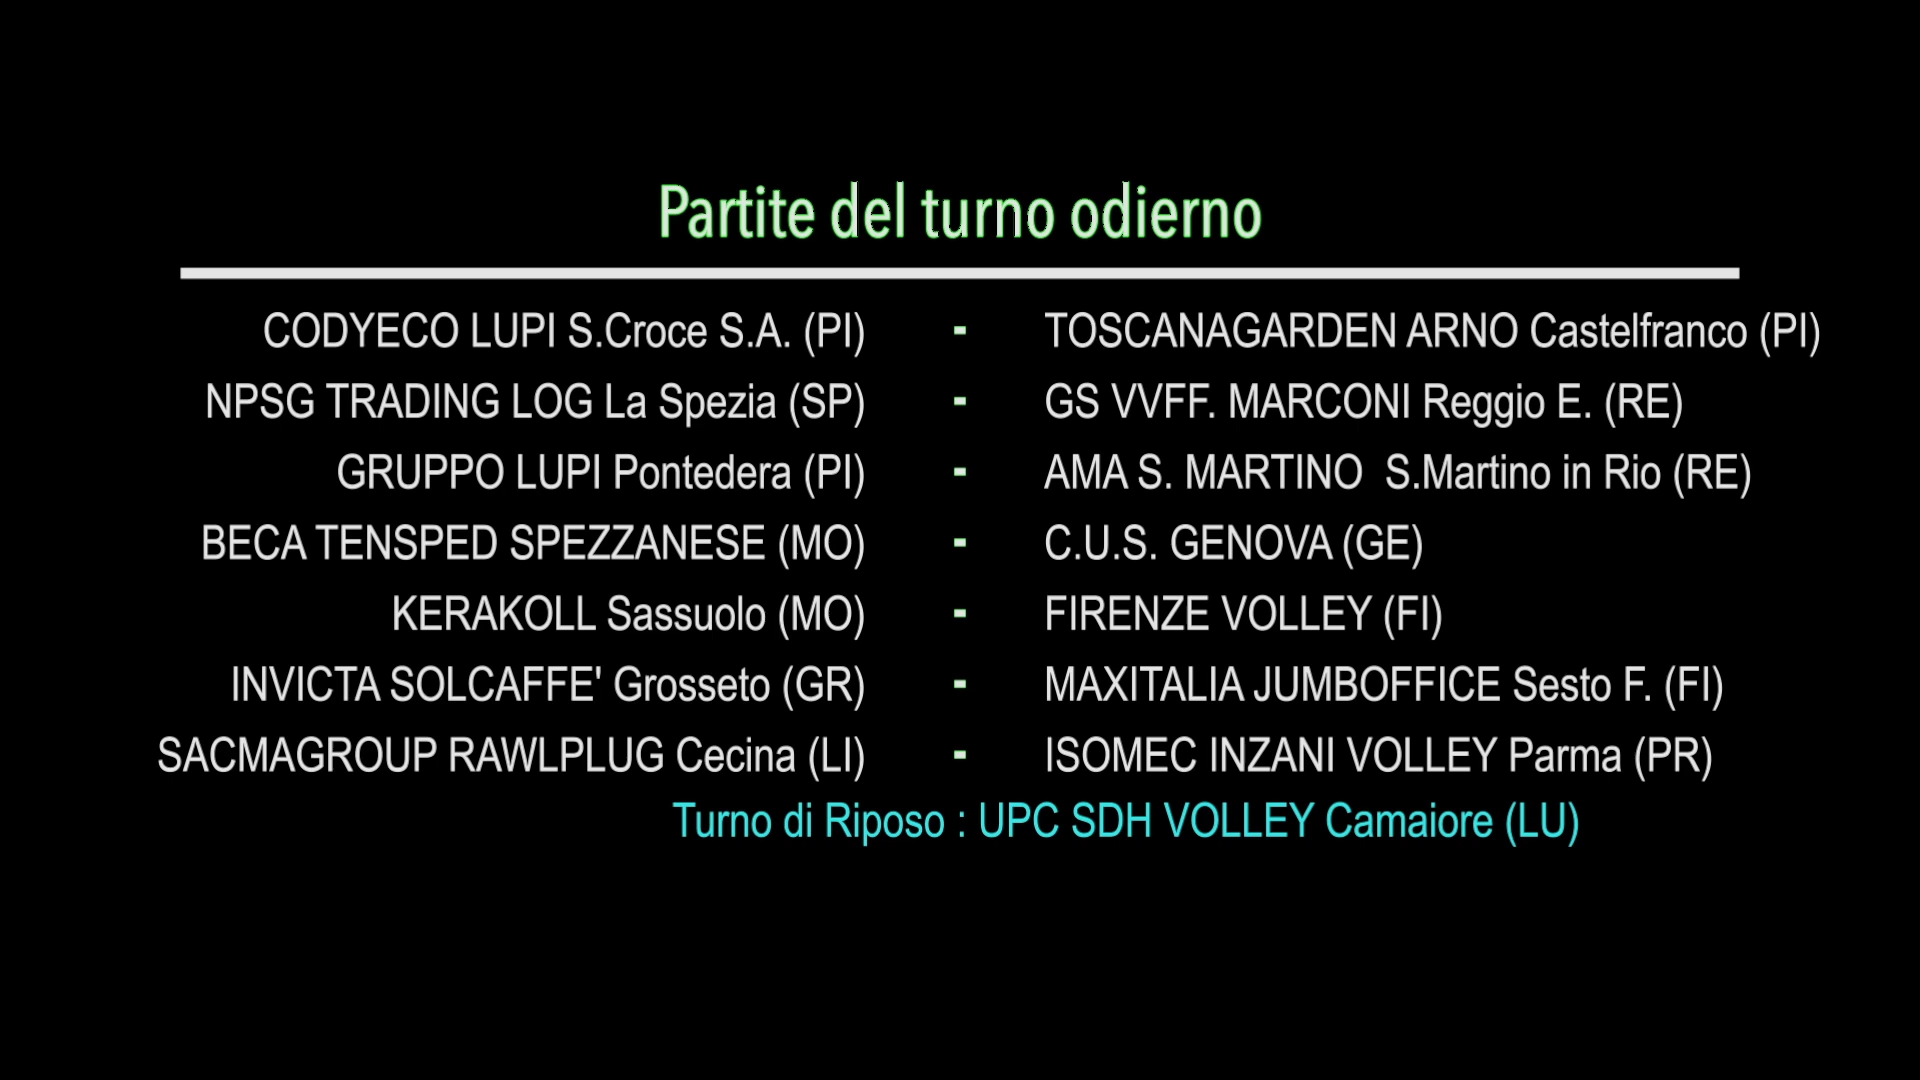 Partite del turno odierno
CODYECO LUPI S.Croce S.A. (PI) - TOSCANAGARDEN ARNO Castelfranco (PI)
NPSG TRADING LOG La Spezia (SP) - GS VVFF. MARCONI Reggio E. (RE)
GRUPPO LUPI Pontedera (PI) - AMA S. MARTINO S.Martino in Rio (RE)
BECA TENSPED SPEZZANESE (MO) - C.U.S. GENOVA (GE)
KERAKOLL Sassuolo (MO) - FIRENZE VOLLEY (FI)
INVICTA SOLCAFFE' Grosseto (GR) - MAXITALIA JUMBOFFICE Sesto F. (FI)
SACMAGROUP RAWLPLUG Cecina (LI) - ISOMEC INZANI VOLLEY Parma (PR)
Turno di Riposo : UPC SDH VOLLEY Camaiore (LU)